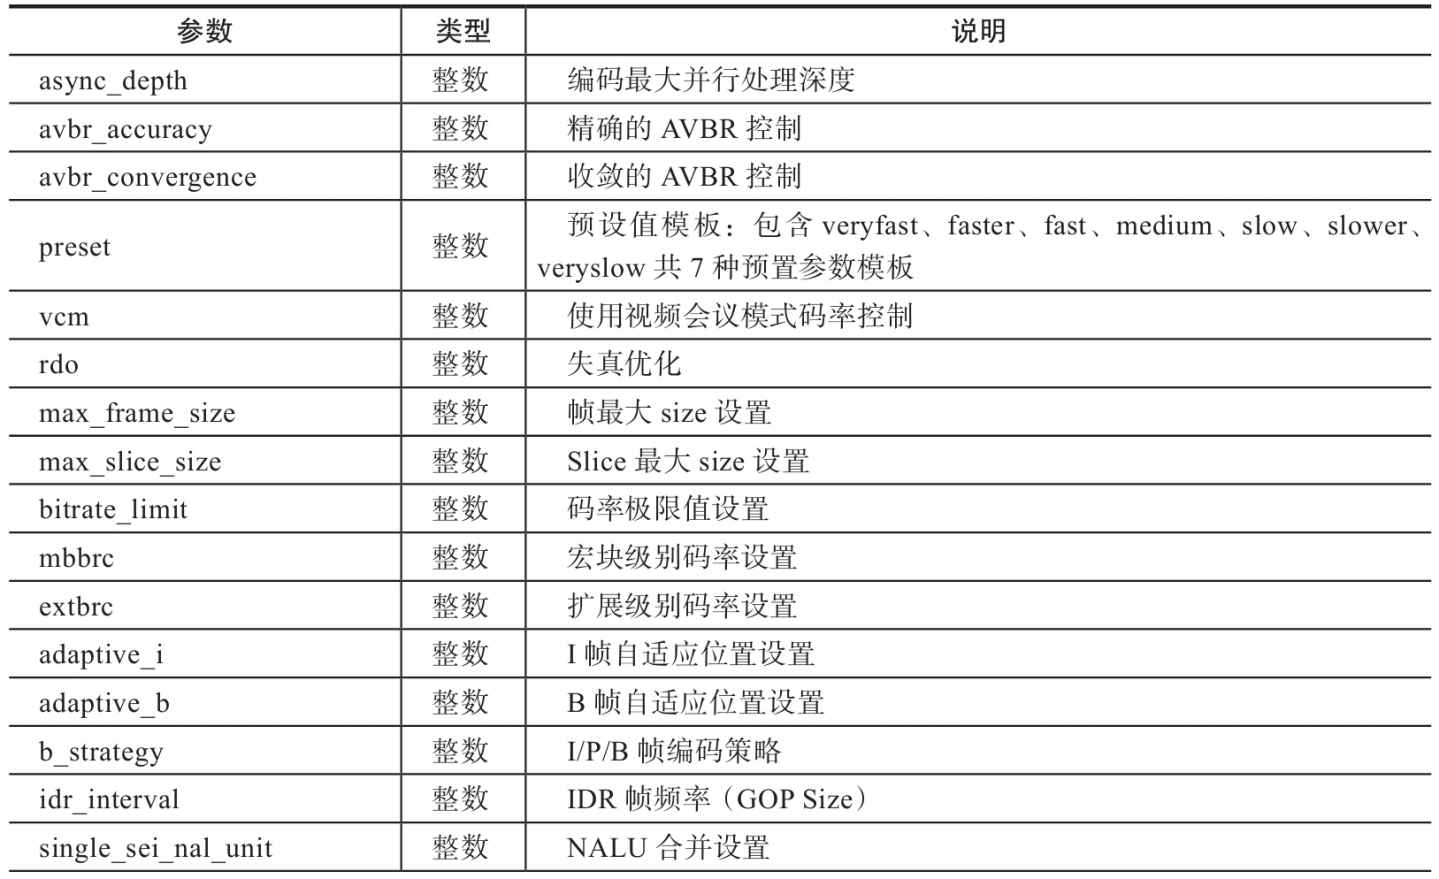 参数 类型 说明
async_depth 整数 编码最大并行处理深度
avbr_accuracy 整数 精确的 AVBR 控制
avbr_convergence 整数 收敛的 AVBR 控制
preset 整数 预设值模板：包含 veryfast、faster、fast、medium、slow、slower、
veryslow 共 7 种预置参数模板
vcm 整数 使用视频会议模式码率控制
rdo 整数 失真优化
max_frame_size 整数 帧最大 size 设置
max_slice_size 整数 Slice 最大 size 设置
bitrate_limit 整数 码率极限值设置
mbbrc 整数 宏块级别码率设置
extbrc 整数 扩展级别码率设置
adaptive_i 整数 I 帧自适应位置设置
adaptive_b 整数 B 帧自适应位置设置
b_strategy 整数 I/P/B 帧编码策略
idr_interval 整数 IDR 帧频率（GOP Size）
single_sei_nal_unit 整数 NALU 合并设置